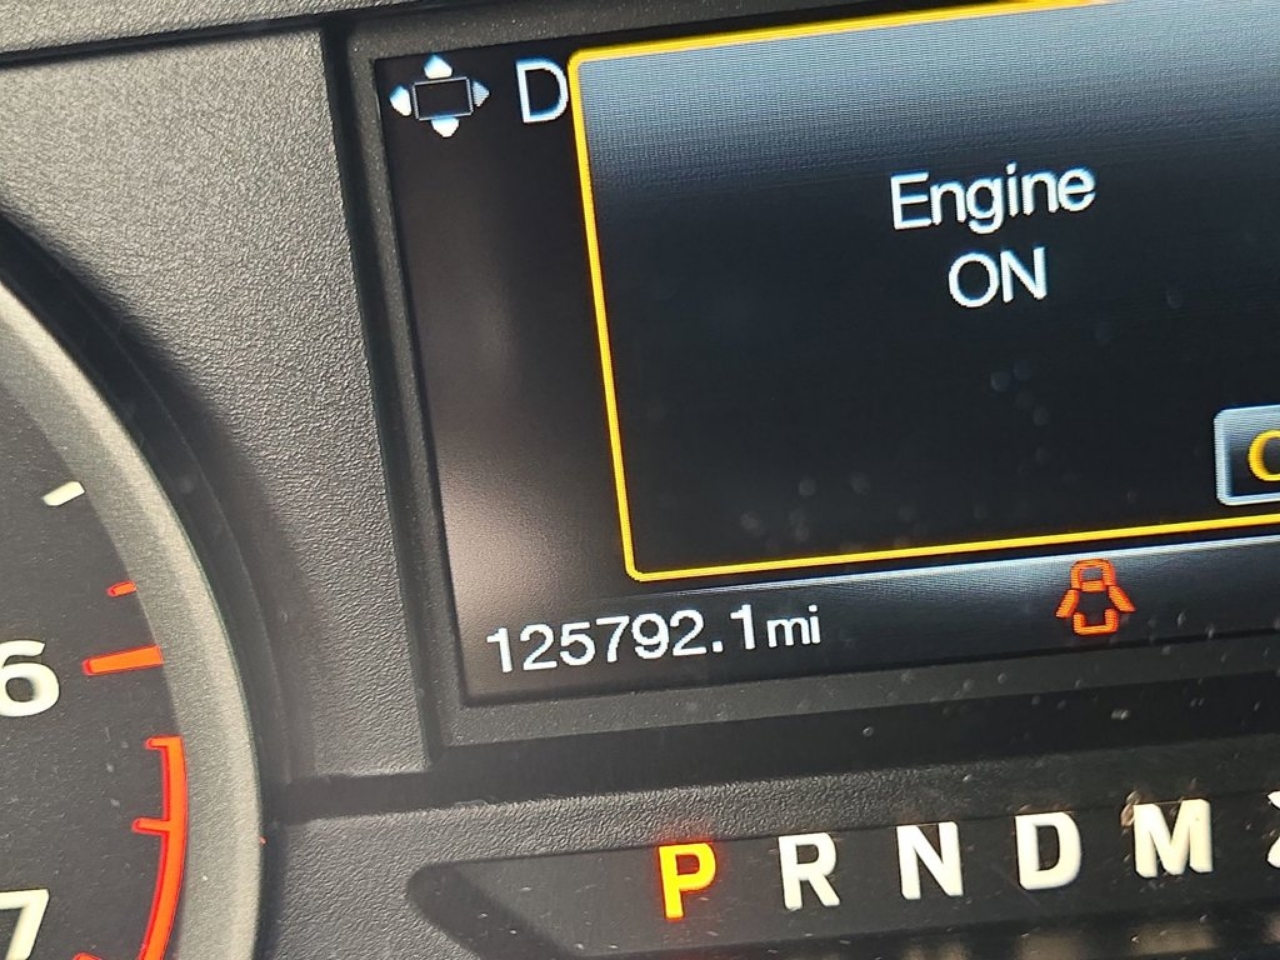 D
Engine
ON
125792.1mi
6
P R N D M
7